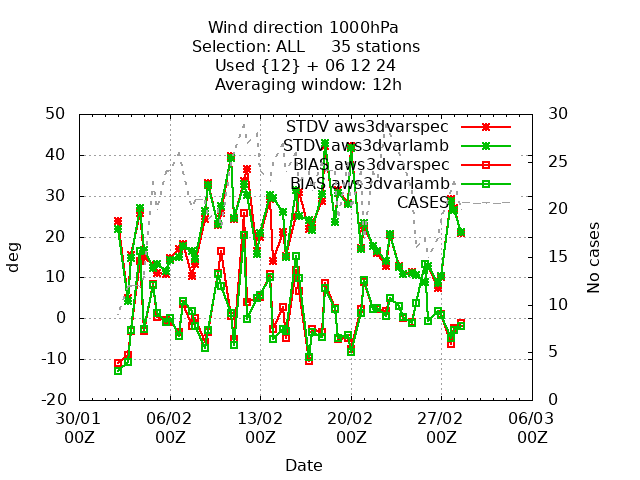 Wind direction 1000hPa
Selection: ALL 35 stations
Used {12} + 06 12 24
Averaging window: 12h
50
40
30
20
10
0
-10
-20
deg
30
25
20
15
10
5
0
No cases
STDV aws3dvarspec
STDV aws3dvarlamb
BIAS aws3dvarspec
BIAS aws3dvarlamb
CASES
30/01 06/02 13/02 20/02 27/02 06/03
00Z 00Z 00Z 00Z 00Z 00Z
Date